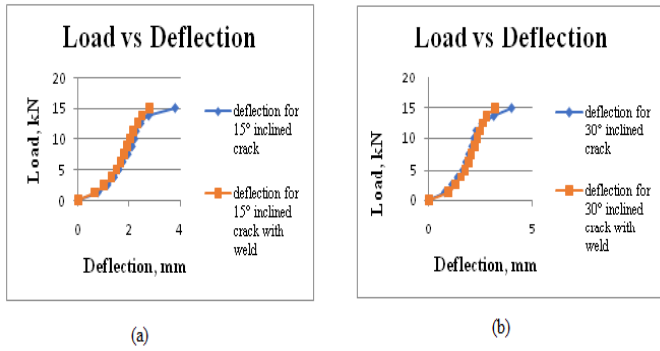 Load vs Deflection
20
15
10
5
0
0
2
4
Load, kN
Deflection, mm
deflection for
15° inclined
crack
deflection for
15° inclined
crack with
weld
(a)
Load vs Deflection
20
15
10
5
0
0
5
Load, kN
Deflection, mm
deflection for
30° inclined
crack
deflection for
30° inclined
crack with weld
(b)